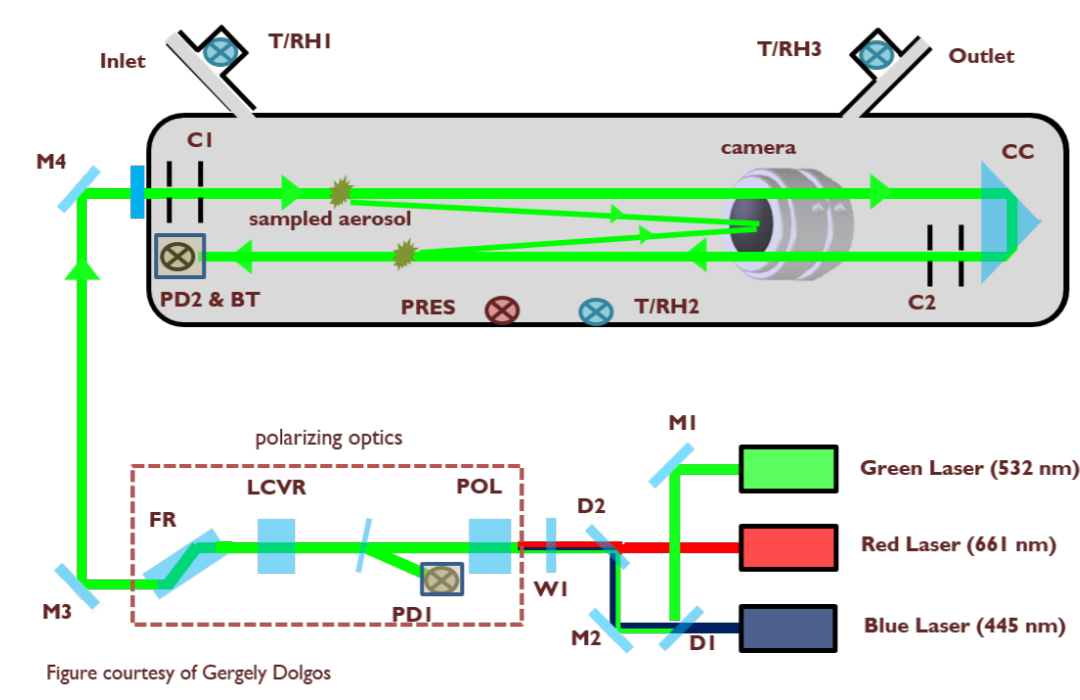 T/RH1
T/RH3
Inlet
Outlet
C1
camera
CC
M4
sampled aerosol
PD2 & BT
PRES
T/RH2
C2
M1
polarizing optics
Green Laser (532 nm)
LCVR
POL
D2
FR
Red Laser (661 nm)
W1
M3
PD1
M2
D1
Blue Laser (445 nm)
Figure courtesy of Gergely Dolgos